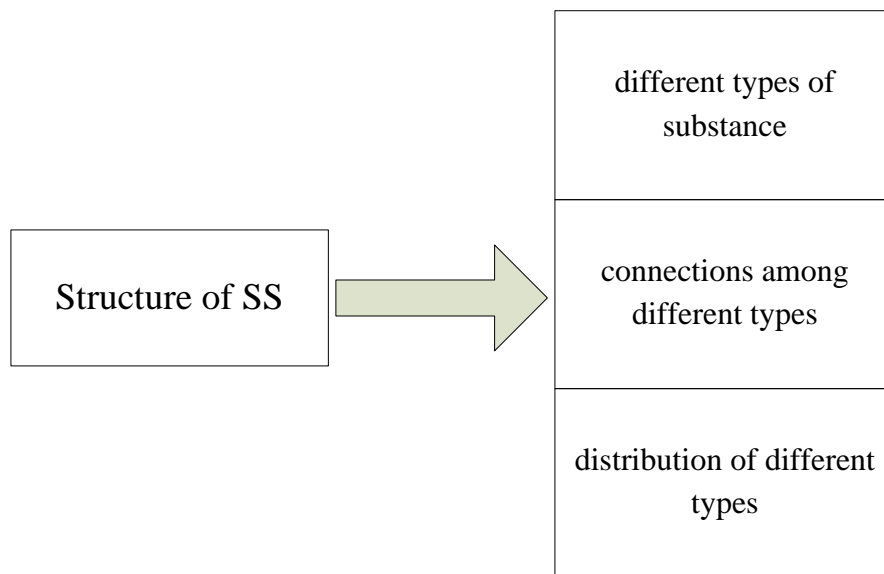 Structure of SS
different types of
substance
connections among
different types
distribution of different
types